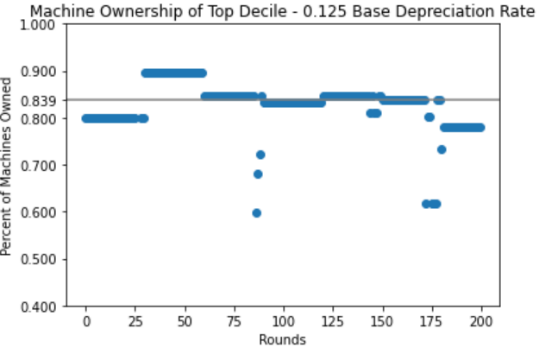 Machine Ownership of Top Decile - 0.125 Base Depreciation Rate
1.000
0.900
0.839
0.800
0.700
0.600
0.500
0.400
Percent of Machines Owned
0 25 50 75 100 125 150 175 200
Rounds